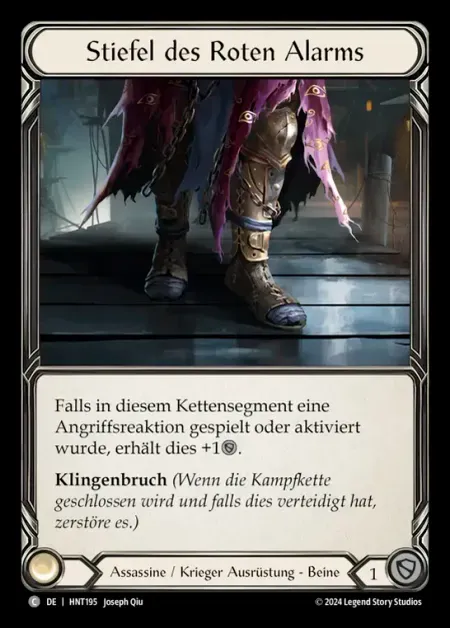 Stiefel des Roten Alarms
Falls in diesem Kettensegment eine
Angriffsreaktion gespielt oder aktiviert
wurde, erhält dies +1.
Klingenbruch (Wenn die Kampfkette
geschlossen wird und falls dies verteidigt hat,
zerstöre es.)
Assassine / Krieger Ausrüstung - Beine
1
C DE | HNT195 Joseph Qiu
© 2024 Legend Story Studios